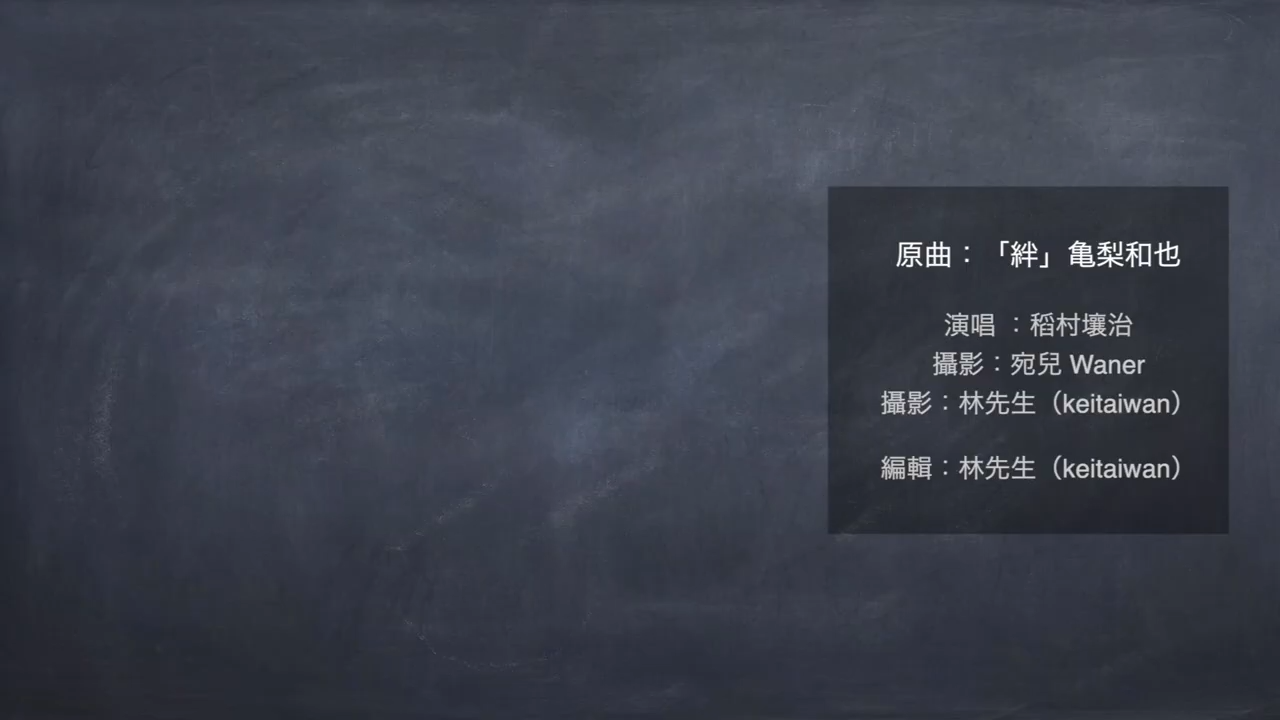 原曲：「絆」亀梨和也
演唱 ：稻村壤治
攝影：宛兒 Waner
攝影：林先生（keitaiwan）
編輯：林先生（keitaiwan）